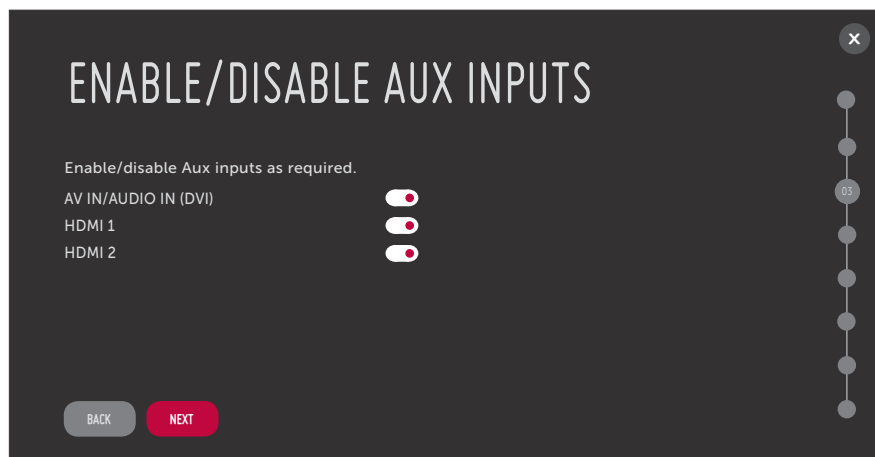 X
ENABLE/DISABLE AUX INPUTS
Enable/disable Aux inputs as required.
AV IN/AUDIO IN (DVI)
HDMI 1
HDMI 2
03
BACK
NEXT